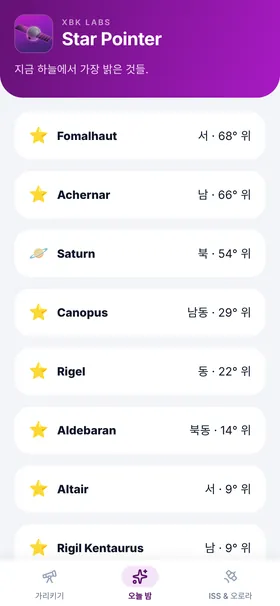 XBK LABS
Star Pointer
지금 하늘에서 가장 밝은 것들.
Fomalhaut 서 · 68° 위
Achernar 남 · 66° 위
Saturn 북 · 54° 위
Canopus 남동 · 29° 위
Rigel 동 · 22° 위
Aldebaran 북동 · 14° 위
Altair 서 · 9° 위
Rigil Kentaurus 남 · 9° 위
가리키기 오늘 밤 ISS & 오로라